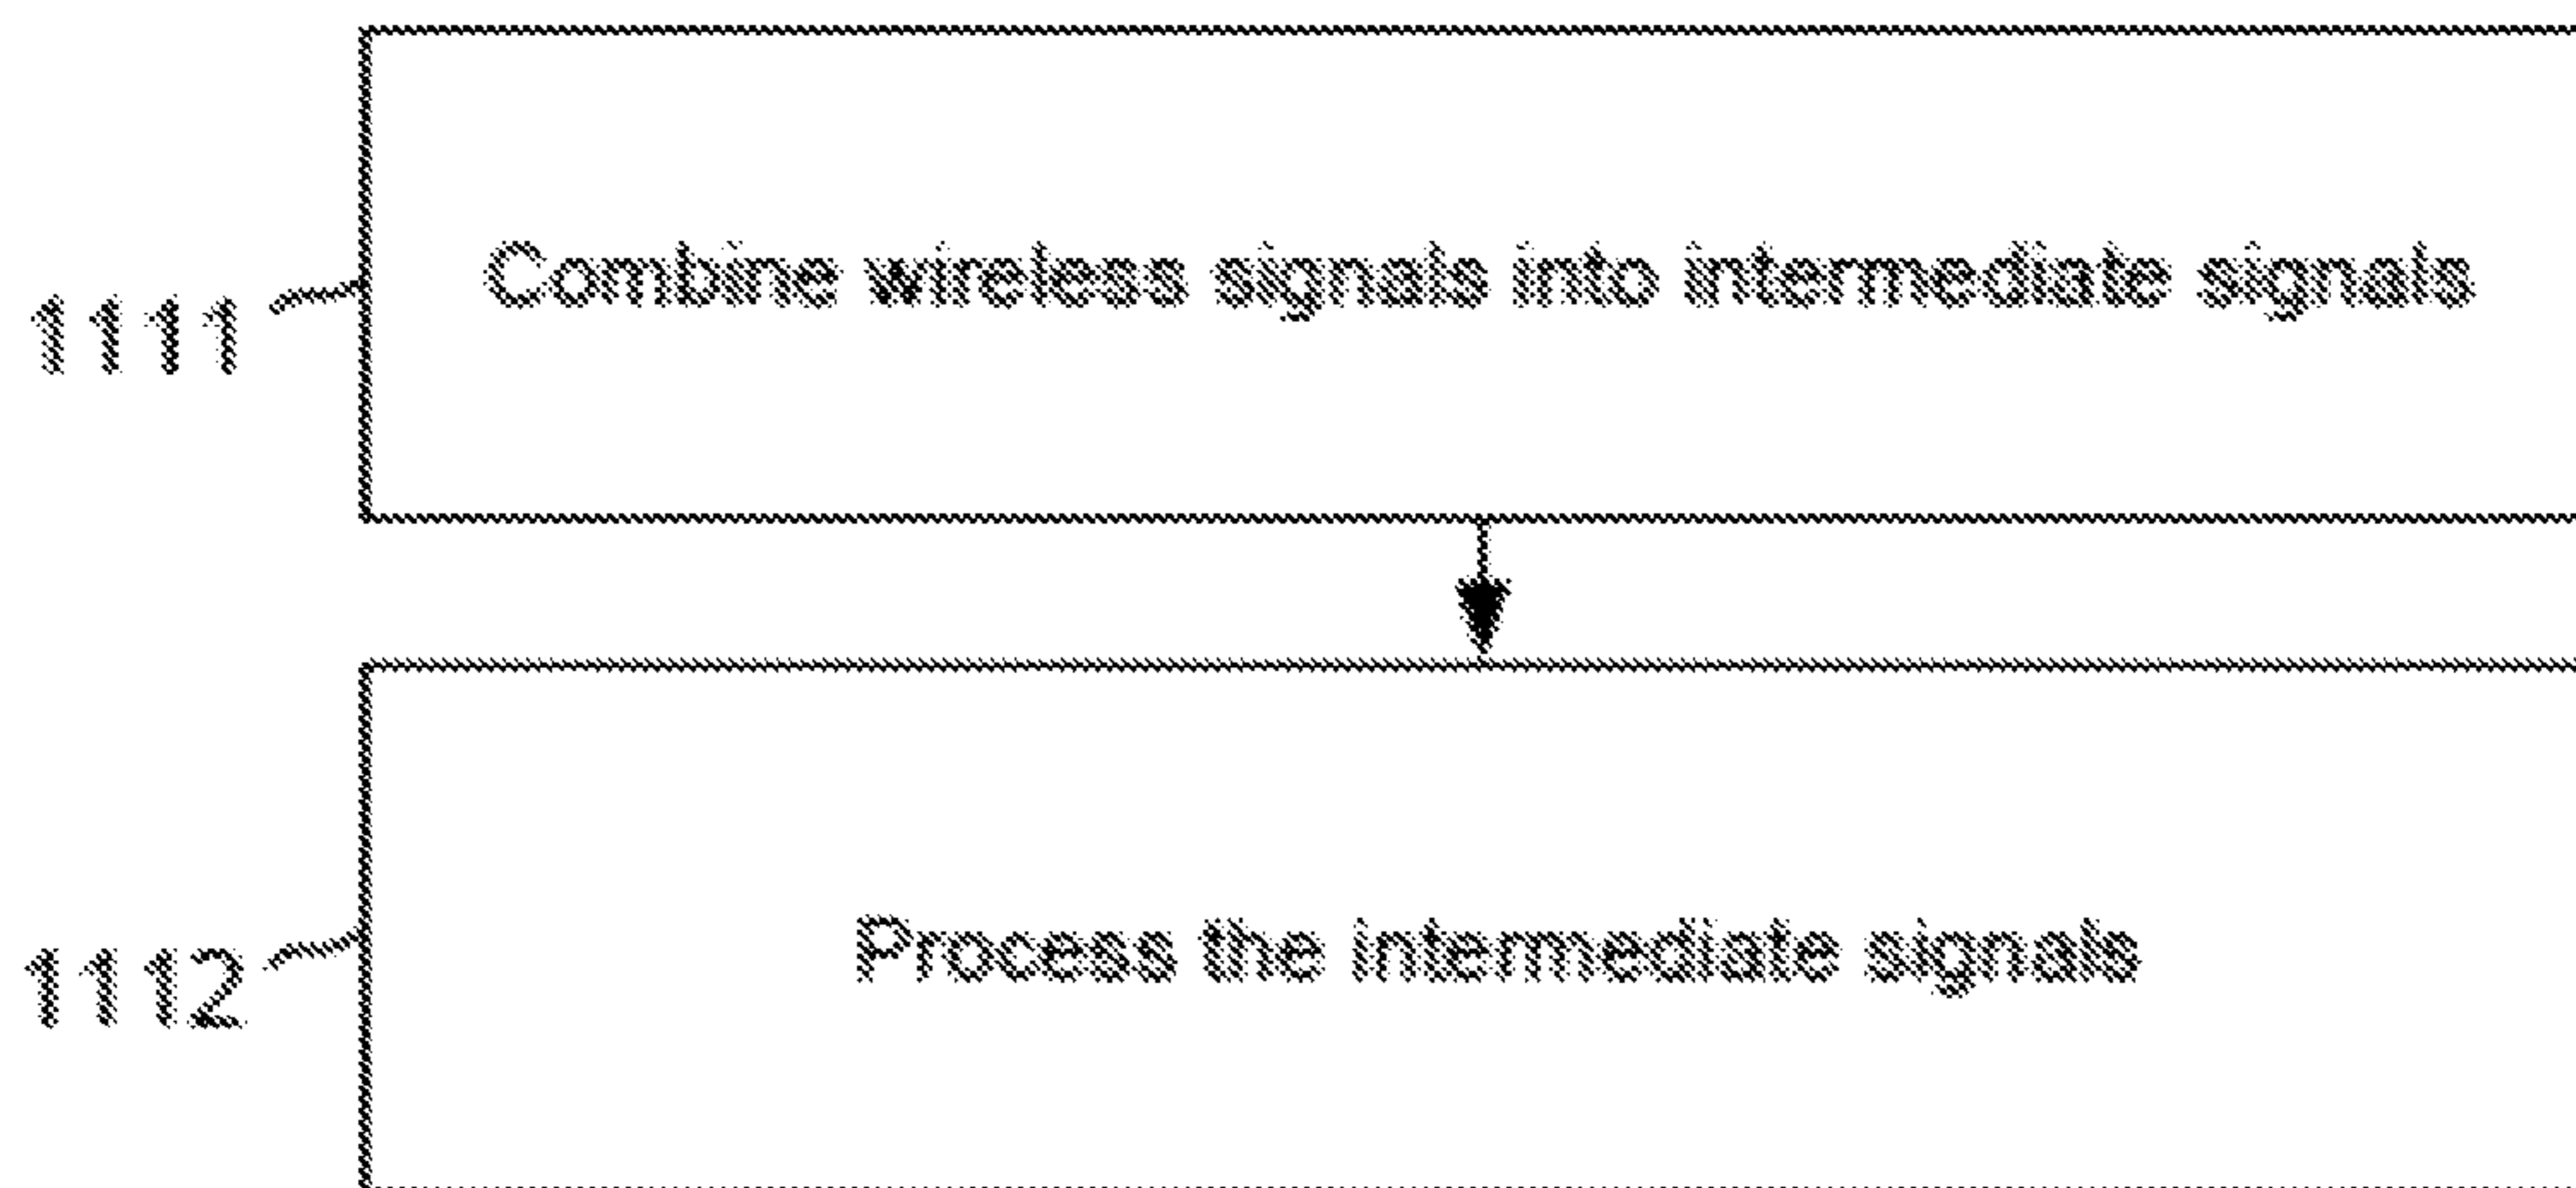 Combine wireless signals into intermediate signals
1111
Process the intermediate signals
1112